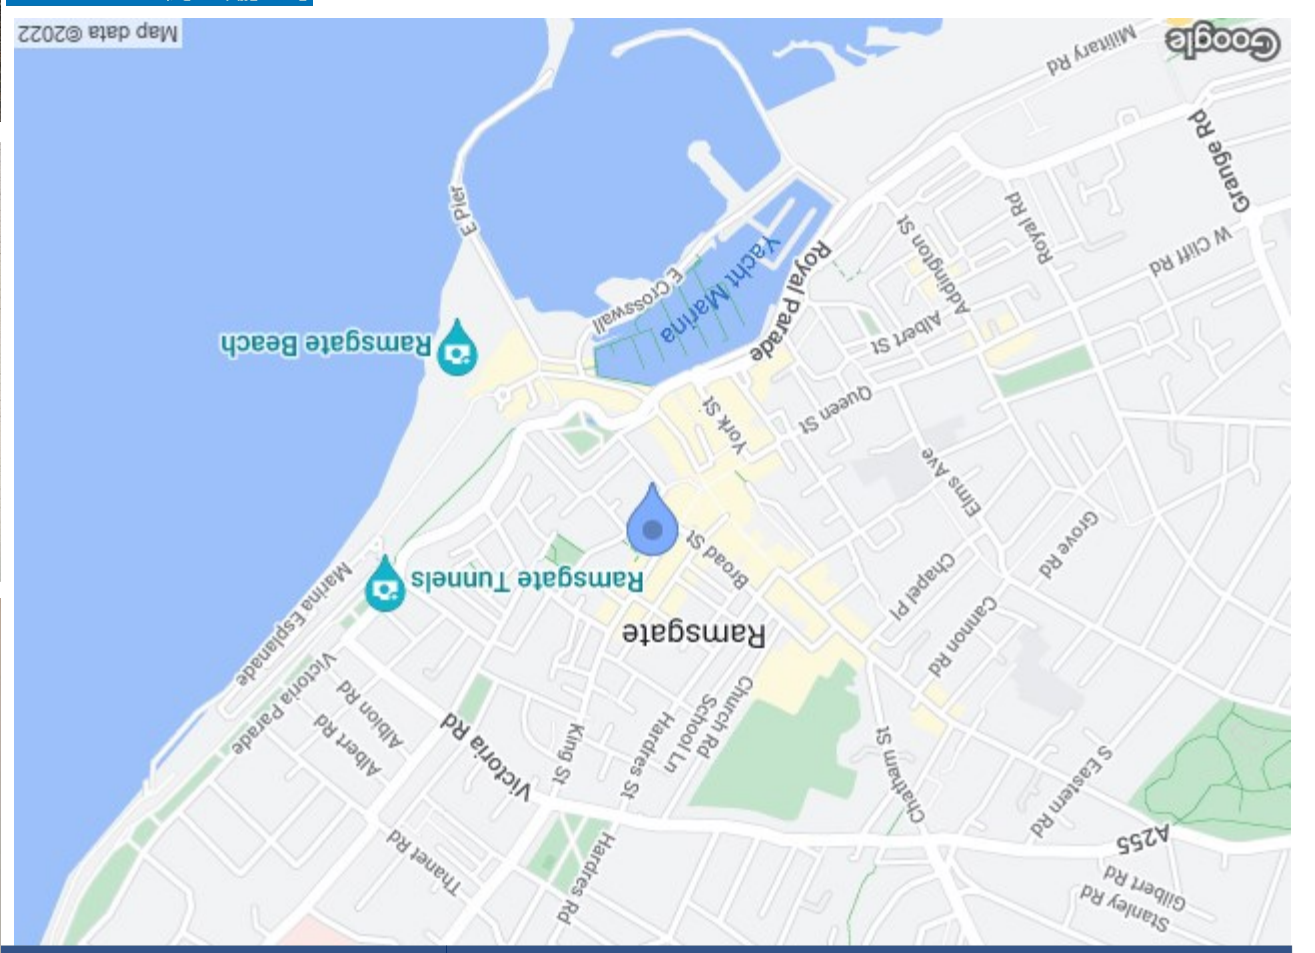 Stanley Rd
Gilbert Rd
Hardres Rd
Thanet Rd
A255
S Eastern Rd
Chatham St
Hardres St
King St
Victoria Rd
Church Rd
School Ln
Albert Rd
Albion Rd
Victoria Parade
Marina Esplanade
Cannon Rd
Ramsgate
Chapel Pl
Ramsgate Tunnels
Broad St
Grove Rd
Elms Ave
York St
Queen St
Ramsgate Beach
Albert St
Royal Parade
Yacht Marina
E Crosswall
Addington St
W Cliff Rd
Royal Rd
E Pier
Grange Rd
Military Rd
Google
Map data ©2022